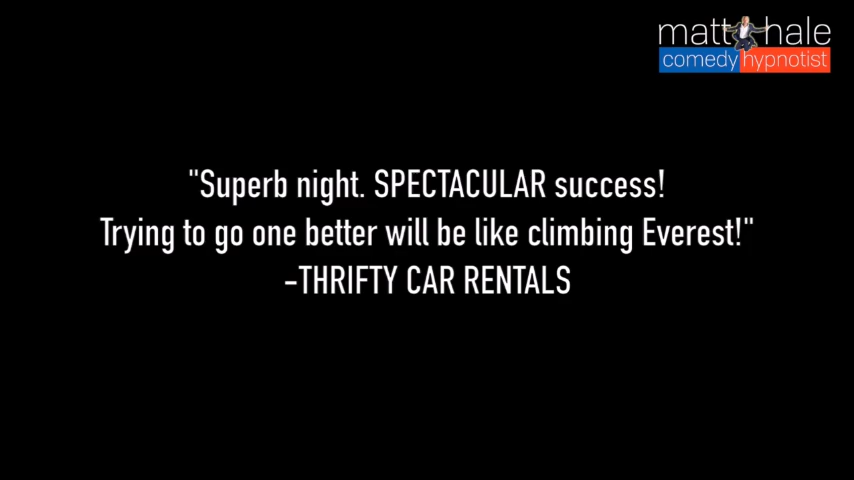 matt hale
comedy hypnotist
"Superb night. SPECTACULAR success!
Trying to go one better will be like climbing Everest!"
-THRIFTY CAR RENTALS